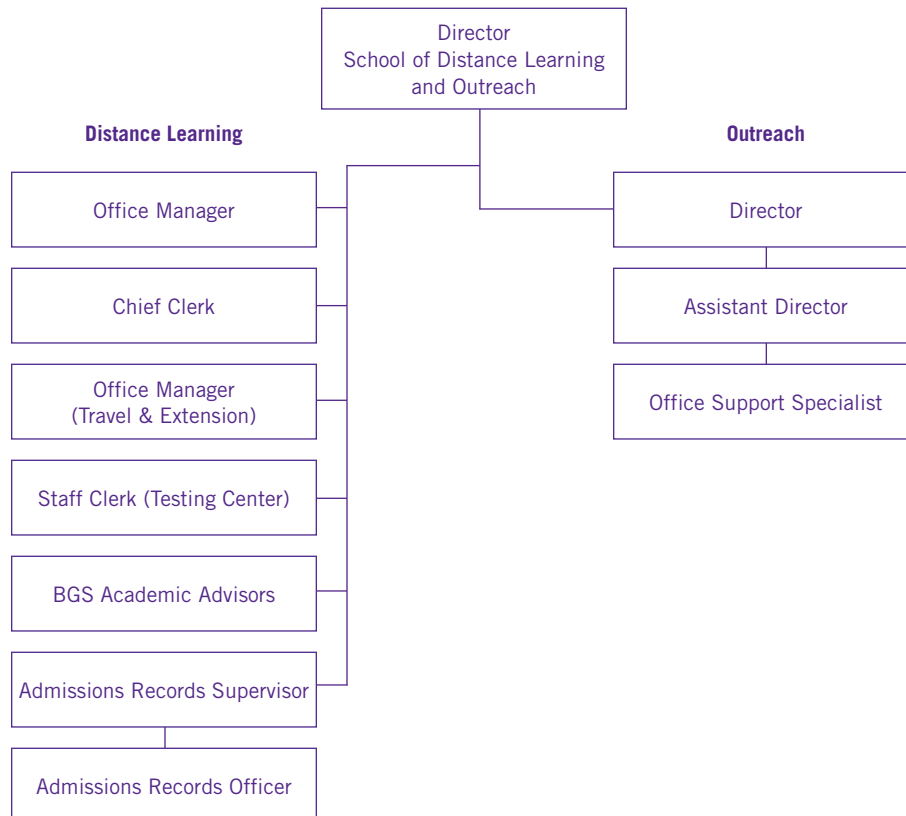 Director
School of Distance Learning
and Outreach
Distance Learning
Office Manager
Chief Clerk
Office Manager
(Travel & Extension)
Staff Clerk (Testing Center)
BGS Academic Advisors
Admissions Records Supervisor
Admissions Records Officer
Outreach
Director
Assistant Director
Office Support Specialist